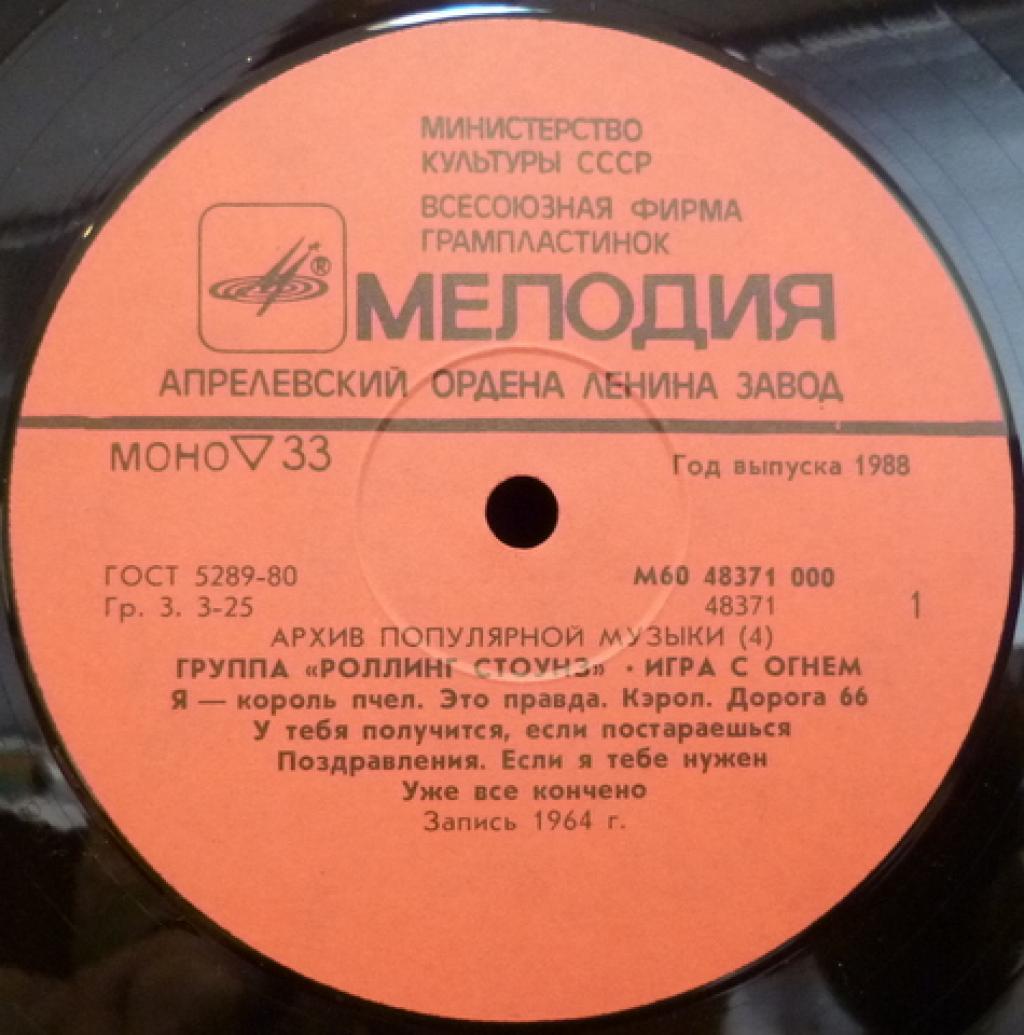 МИНИСТЕРСТВО
КУЛЬТУРЫ СССР
ВСЕСОЮЗНАЯ ФИРМА
ГРАМПЛАСТИНОК
®
МЕЛОДИЯ
АПРЕЛЕВСКИЙ ОРДЕНА ЛЕНИНА ЗАВОД
МОНО ▽ 33
Год выпуска 1988
ГОСТ 5289-80
М60 48371 000
Гр. 3. 3-25
48371
1
АРХИВ ПОПУЛЯРНОЙ МУЗЫКИ (4)
ГРУППА «РОЛЛИНГ СТОУНЗ» · ИГРА С ОГНЕМ
Я — король пчел. Это правда. Кэрол. Дорога 66
У тебя получится, если постараешься
Поздравления. Если я тебе нужен
Уже все кончено
Запись 1964 г.